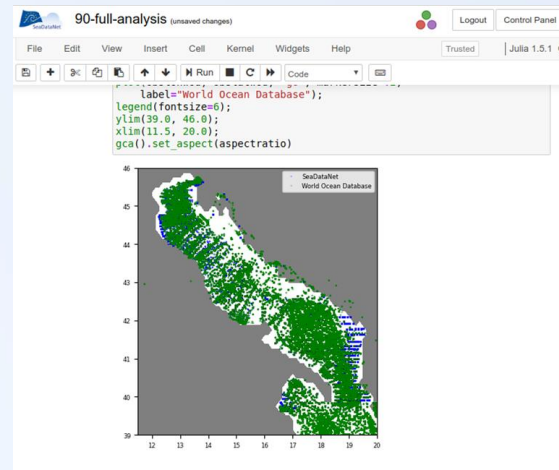 SeaDataNet
90-full-analysis (unsaved changes)
Logout Control Panel
File Edit View Insert Cell Kernel Widgets Help
Trusted Julia 1.5.1
Run Code
label="World Ocean Database");
legend(fontsize=6);
ylim(39.0, 46.0);
xlim(11.5, 20.0);
gca().set_aspect(aspectratio)
46
SeaDataNet
World Ocean Database
45
44
43
42
41
40
39
12 13 14 15 16 17 18 19 20